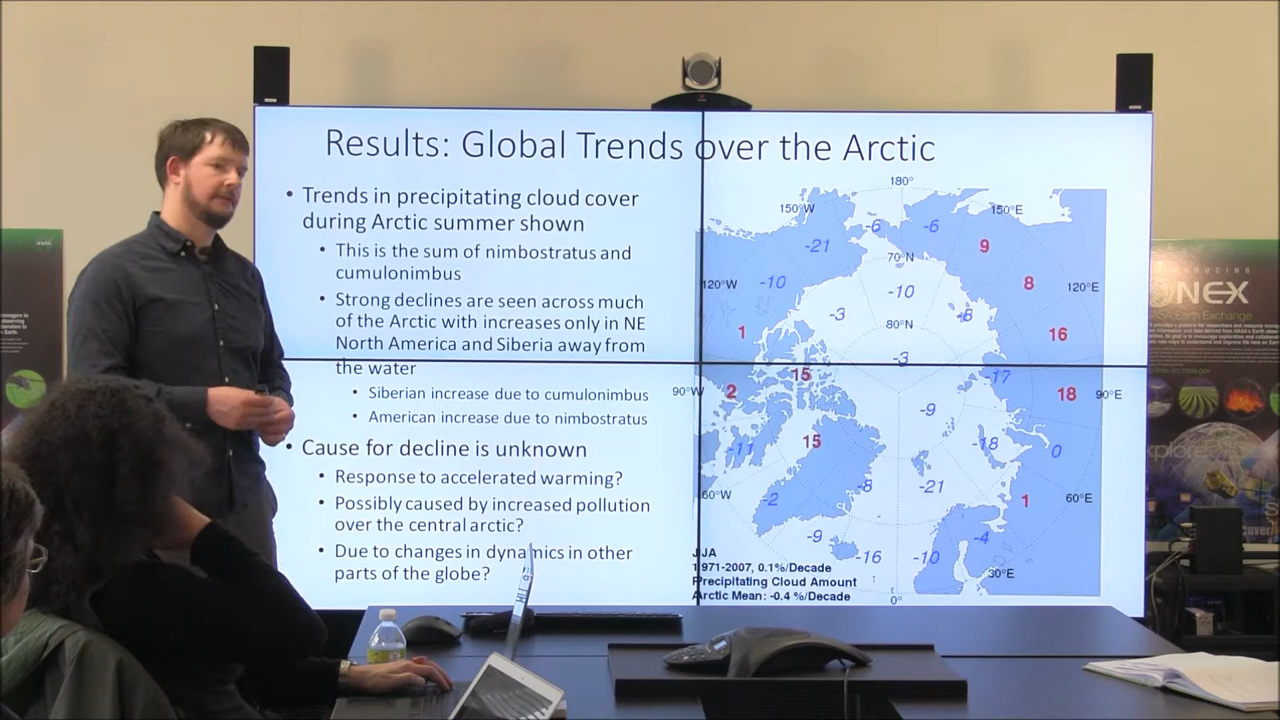 Results: Global Trends over the Arctic
• Trends in precipitating cloud cover
during Arctic summer shown
• This is the sum of nimbostratus and
cumulonimbus
• Strong declines are seen across much
of the Arctic with increases only in NE
North America and Siberia away from
the water
• Siberian increase due to cumulonimbus
• American increase due to nimbostratus
• Cause for decline is unknown
• Response to accelerated warming?
• Possibly caused by increased pollution
over the central arctic?
• Due to changes in dynamics in other
parts of the globe?
180°
150°W
150°E
-21
-6
-6
9
70°N
120°W
-10
-10
8
120°E
-3
-8
1
80°N
16
-3
15
-17
90°W
2
18
90°E
-9
15
-11
-18
0
60°W
-2
-8
-21
1
60°E
-9
-4
-16
-10
30°E
0°
JJA
1971-2007, 0.1%/Decade
Precipitating Cloud Amount
Arctic Mean: -0.4 %/Decade
NASA
NEX
Earth Exchange